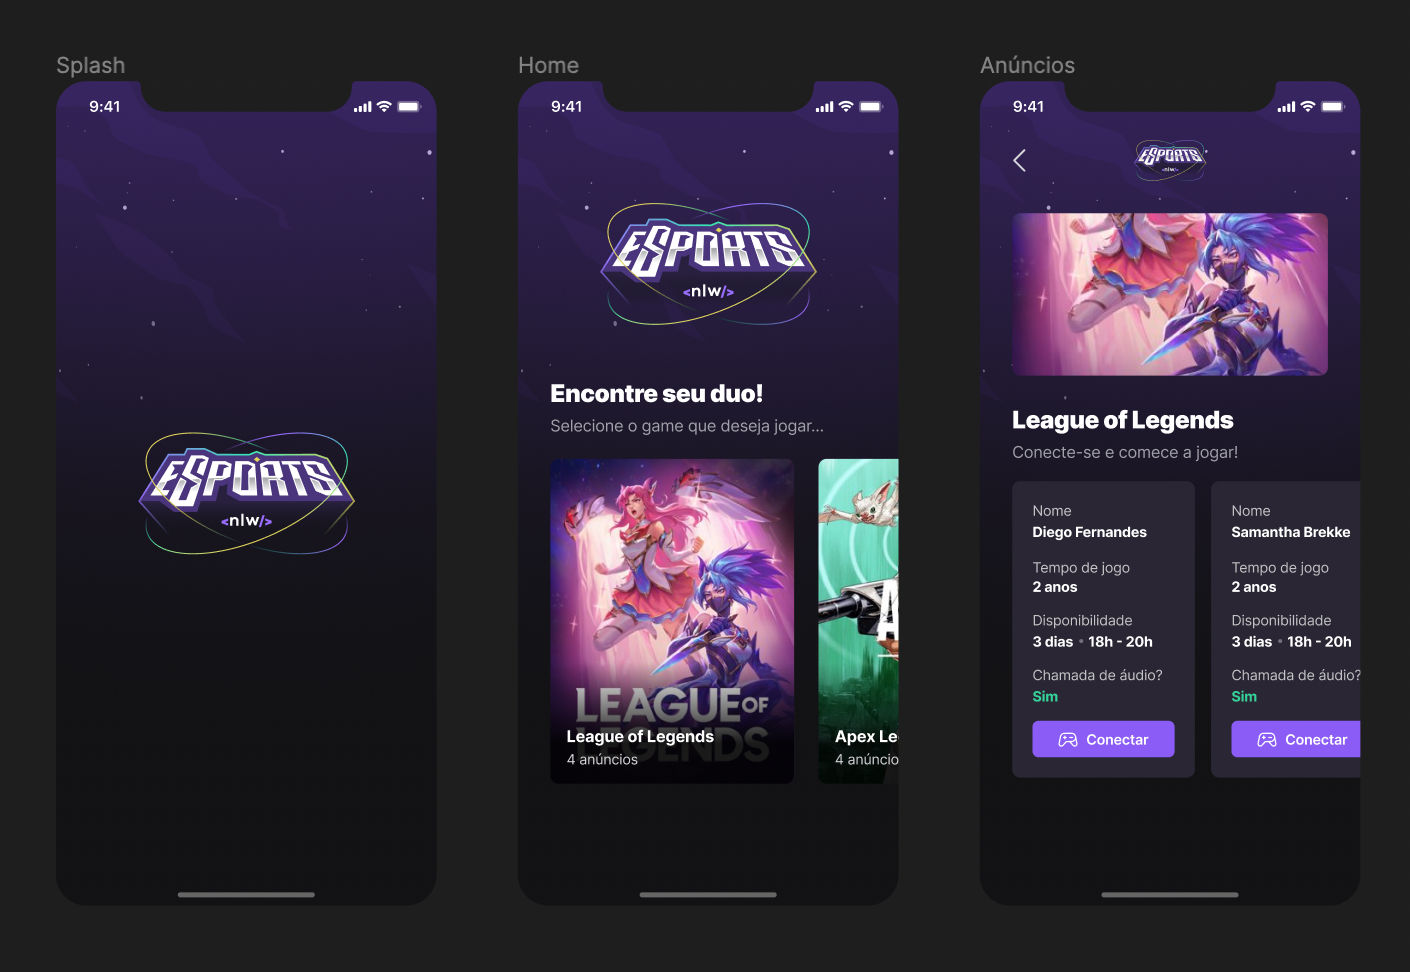 Splash
9:41
ESPORTS
<nlw/>
Home
9:41
ESPORTS
<nlw/>
Encontre seu duo!
Selecione o game que deseja jogar...
LEAGUE OF
LEGENDS
League of Legends
4 anúncios
A
Apex Le
4 anúncio
Anúncios
9:41
ESPORTS
<nlw/>
League of Legends
Conecte-se e comece a jogar!
Nome
Diego Fernandes
Tempo de jogo
2 anos
Disponibilidade
3 dias • 18h - 20h
Chamada de áudio?
Sim
Conectar
Nome
Samantha Brekke
Tempo de jogo
2 anos
Disponibilidade
3 dias • 18h - 20h
Chamada de áudio?
Sim
Conectar